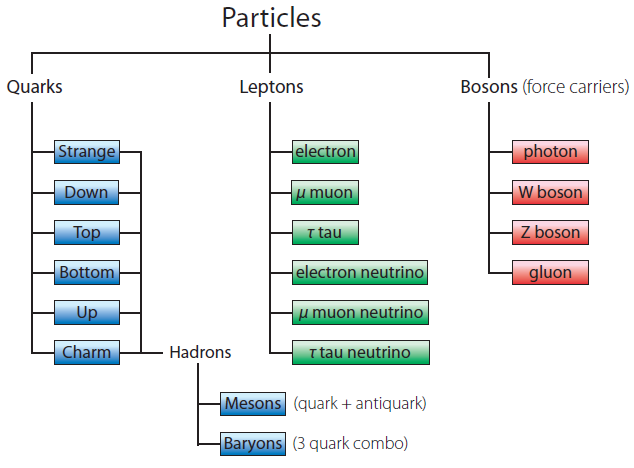 Particles
Quarks
Leptons
Bosons (force carriers)
Strange
electron
photon
Down
μ muon
W boson
Top
τ tau
Z boson
Bottom
electron neutrino
gluon
Up
μ muon neutrino
Charm
Hadrons
τ tau neutrino
Mesons (quark + antiquark)
Baryons (3 quark combo)